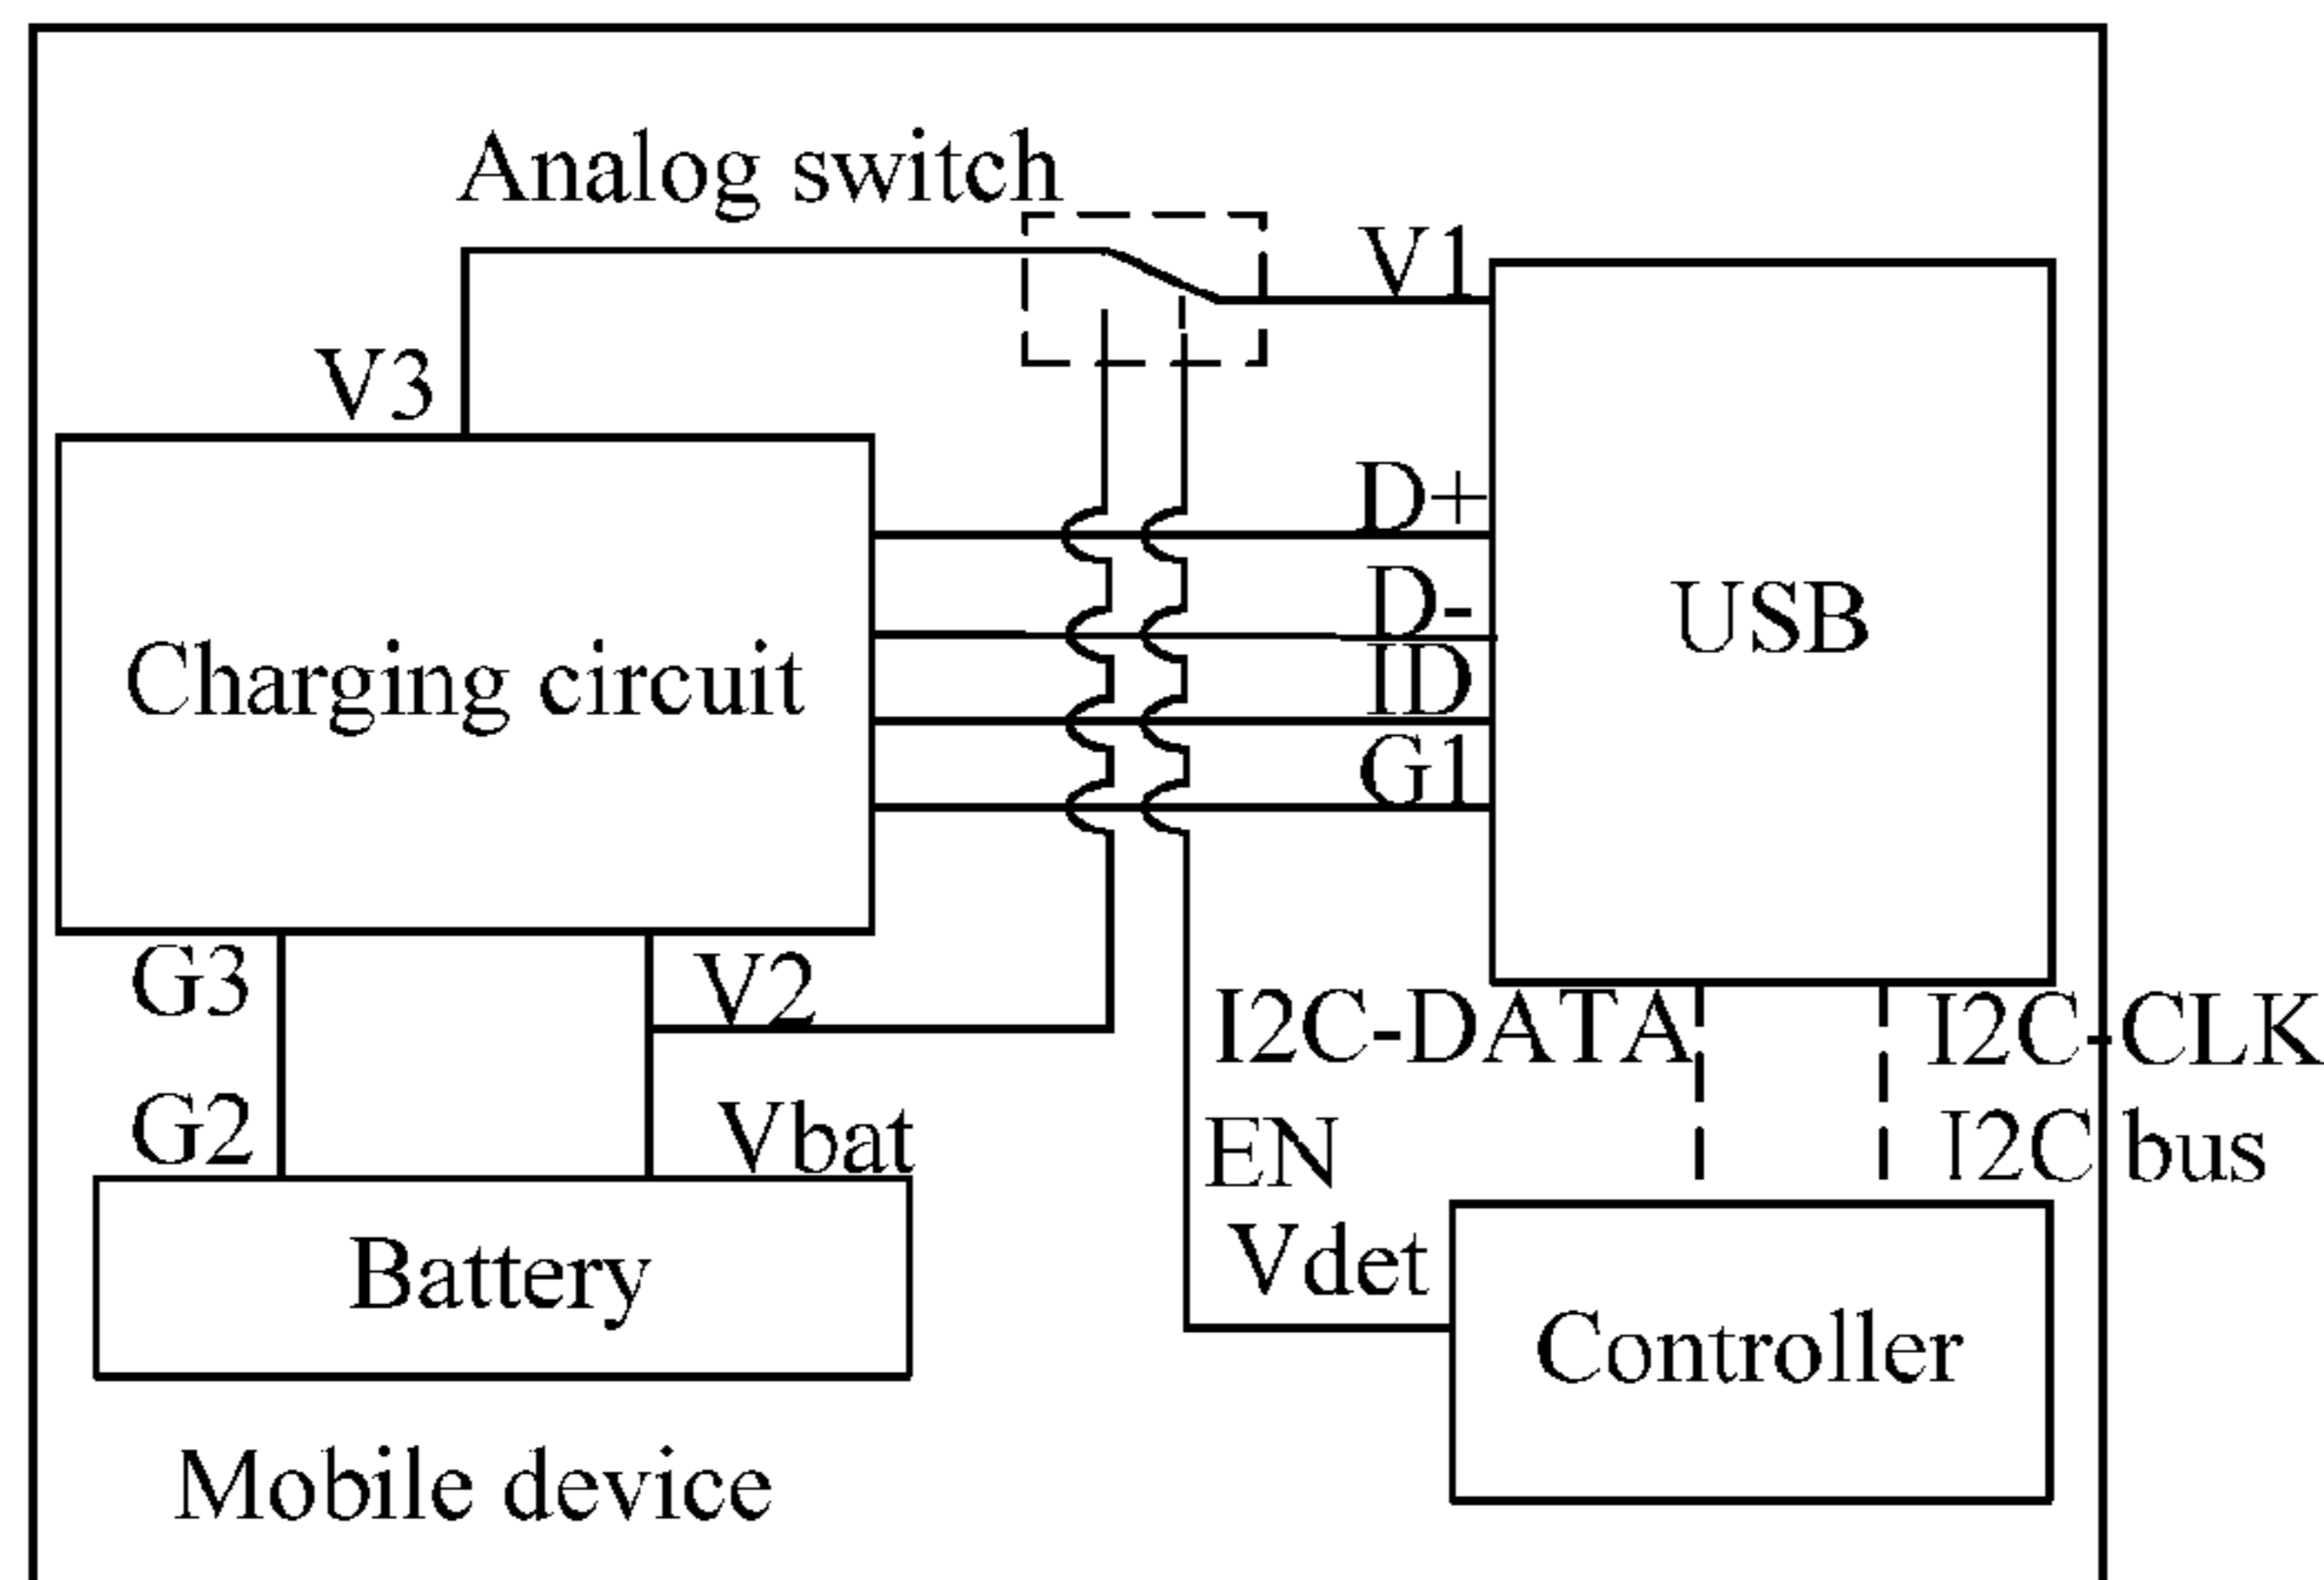 Analog switch
V1
V3
D+
D-
USB
Charging circuit
ID
G1
G3
V2
I2C-DATA
I2C-CLK
G2
Vbat
EN
I2C bus
Vdet
Battery
Controller
Mobile device